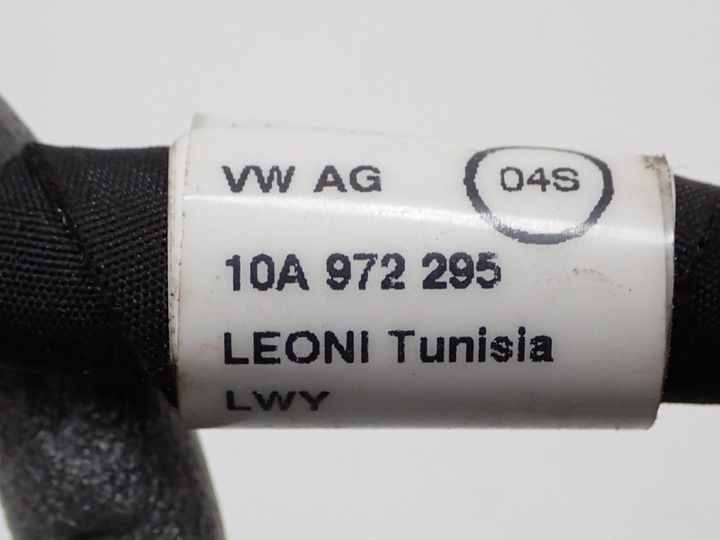 VW AG 04S
10A 972 295
LEONI Tunisia
LWY